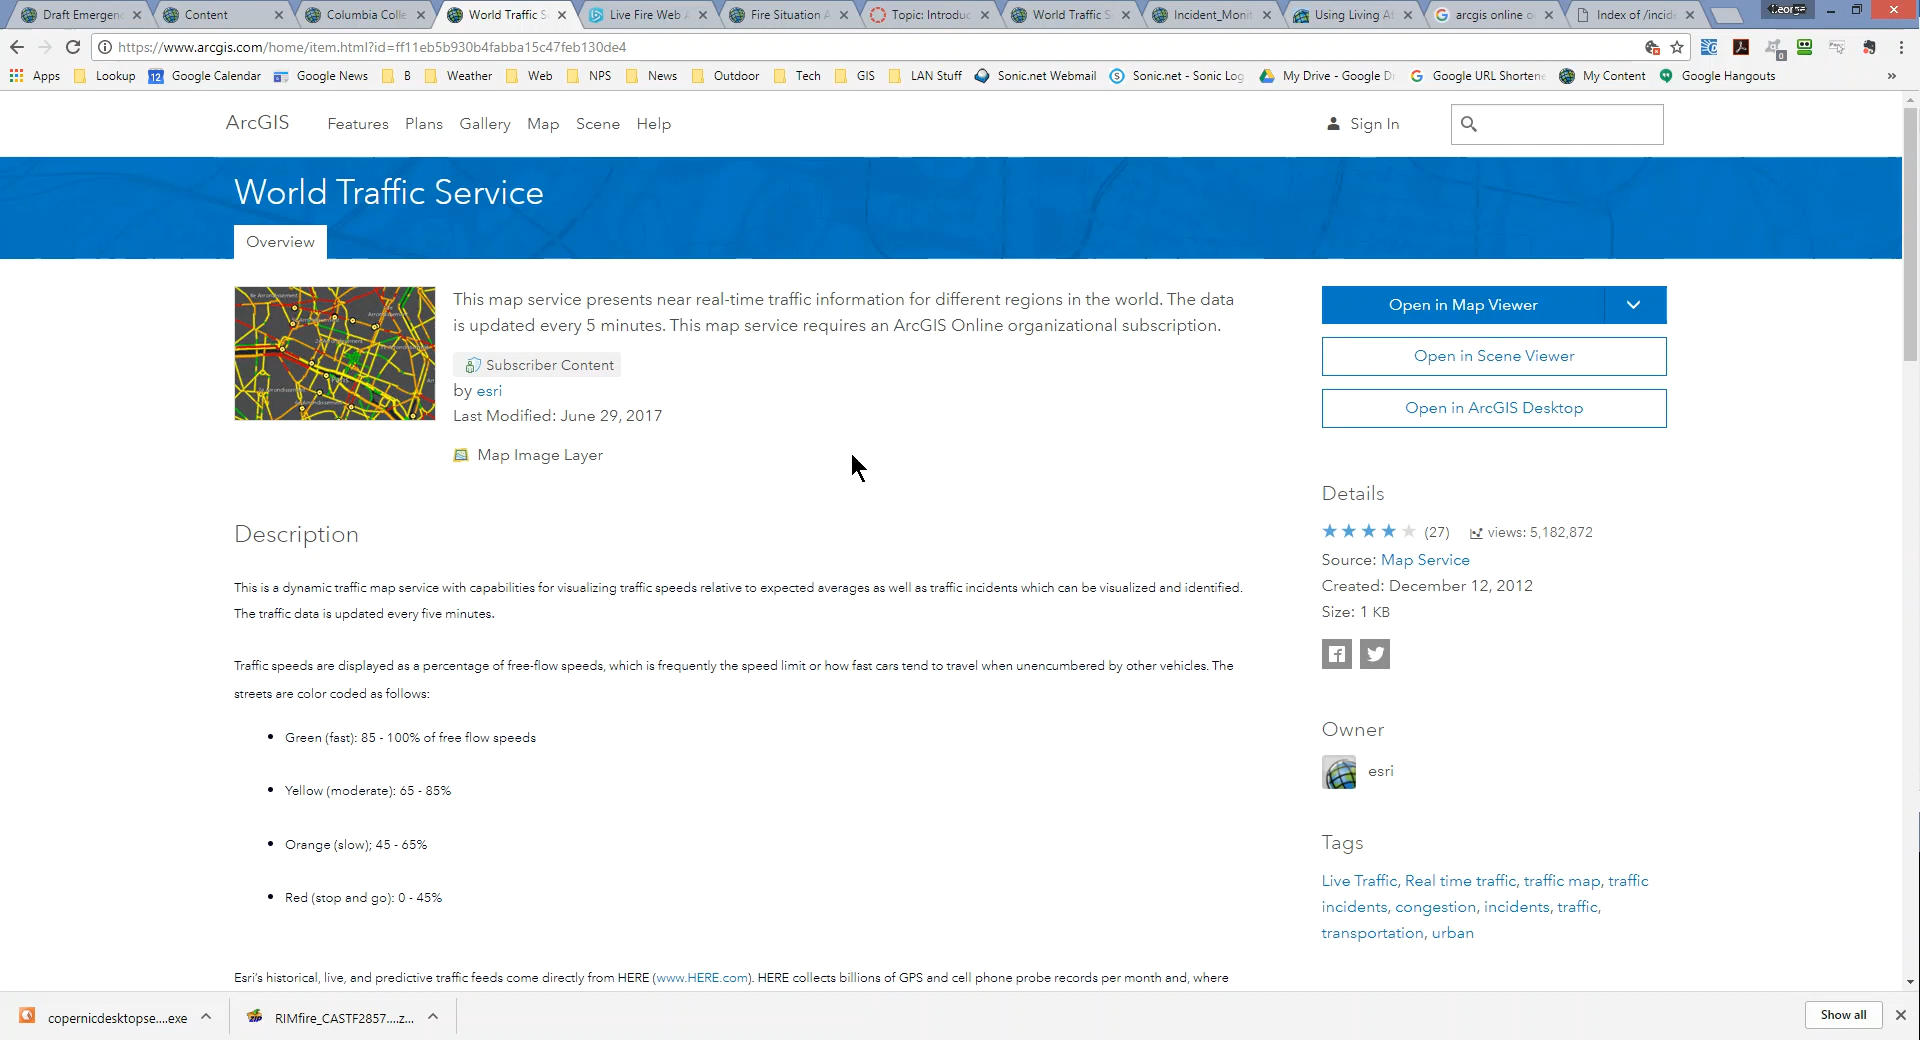 Draft Emergenc
Content
Columbia Colle
World Traffic S
Live Fire Web A
Fire Situation A
Topic: Introduc
World Traffic S
Incident_Monit
Using Living At
arcgis online o
Index of /incid
George
https://www.arcgis.com/home/item.html?id=ff11eb5b930b4fabba15c47feb130de4
Apps
Lookup
12 Google Calendar
Google News
B
Weather
Web
NPS
News
Outdoor
Tech
GIS
LAN Stuff
Sonic.net Webmail
Sonic.net - Sonic Log
My Drive - Google Dr
Google URL Shortene
My Content
Google Hangouts
»
ArcGIS Features Plans Gallery Map Scene Help Sign In
World Traffic Service
Overview
This map service presents near real-time traffic information for different regions in the world. The data
is updated every 5 minutes. This map service requires an ArcGIS Online organizational subscription.
Subscriber Content
by esri
Last Modified: June 29, 2017
Map Image Layer
Open in Map Viewer
Open in Scene Viewer
Open in ArcGIS Desktop
Description
This is a dynamic traffic map service with capabilities for visualizing traffic speeds relative to expected averages as well as traffic incidents which can be visualized and identified.
The traffic data is updated every five minutes.
Traffic speeds are displayed as a percentage of free-flow speeds, which is frequently the speed limit or how fast cars tend to travel when unencumbered by other vehicles. The
streets are color coded as follows:
• Green (fast): 85 - 100% of free flow speeds
• Yellow (moderate): 65 - 85%
• Orange (slow); 45 - 65%
• Red (stop and go): 0 - 45%
Esri's historical, live, and predictive traffic feeds come directly from HERE (www.HERE.com). HERE collects billions of GPS and cell phone probe records per month and, where
Details
(27) views: 5,182,872
Source: Map Service
Created: December 12, 2012
Size: 1 KB
Owner
esri
Tags
Live Traffic, Real time traffic, traffic map, traffic
incidents, congestion, incidents, traffic,
transportation, urban
copernicdesktopse....exe
RIMfire_CASTF2857....z...
Show all